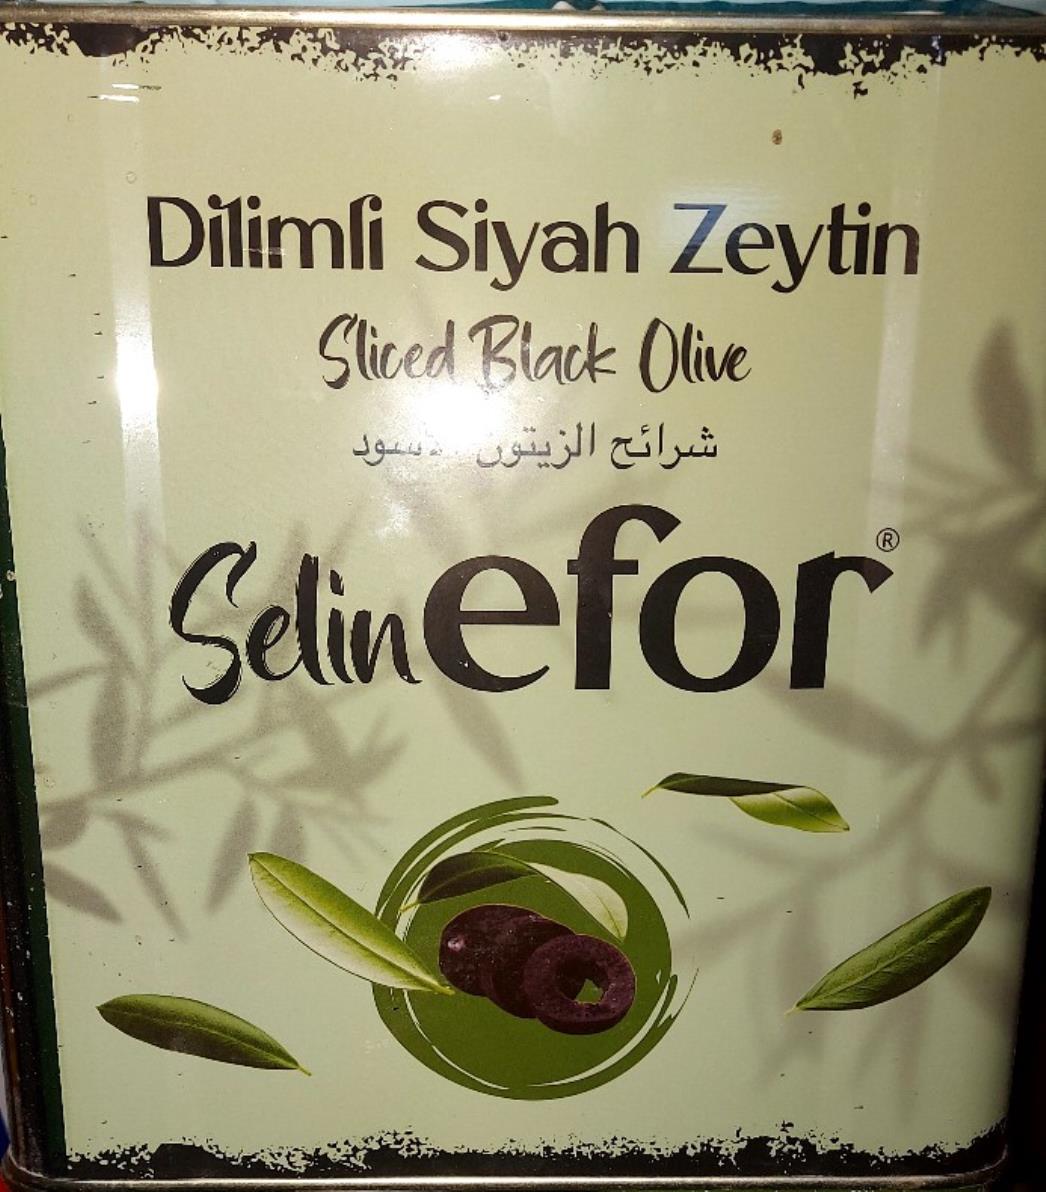 Dilimli Siyah Zeytin
Sliced Black Olive
شرائح الزيتون
Selin efor®